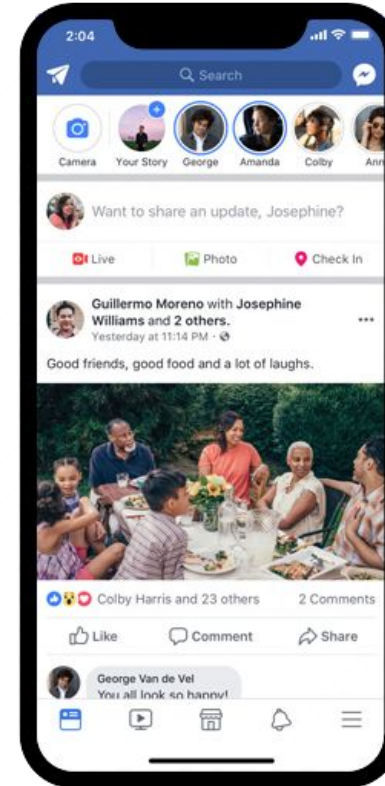 2:04
Search
Camera Your Story George Amanda Colby Ann
Want to share an update, Josephine?
Live Photo Check In
Guillermo Moreno with Josephine
Williams and 2 others.
Yesterday at 11:14 PM ·
Good friends, good food and a lot of laughs.
Colby Harris and 23 others 2 Comments
Like Comment Share
George Van de Vel
You all look so happy!